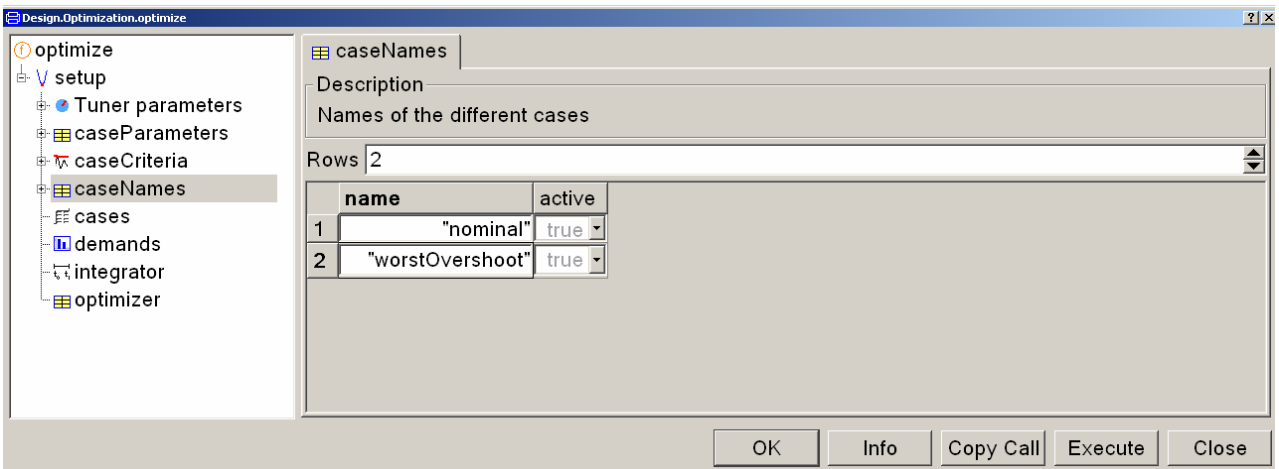 Design.Optimization.optimize
optimize
setup
Tuner parameters
caseParameters
caseCriteria
caseNames
cases
demands
integrator
optimizer
caseNames
Description
Names of the different cases
Rows 2
name active
1 "nominal" true
2 "worstOvershoot" true
OK Info Copy Call Execute Close